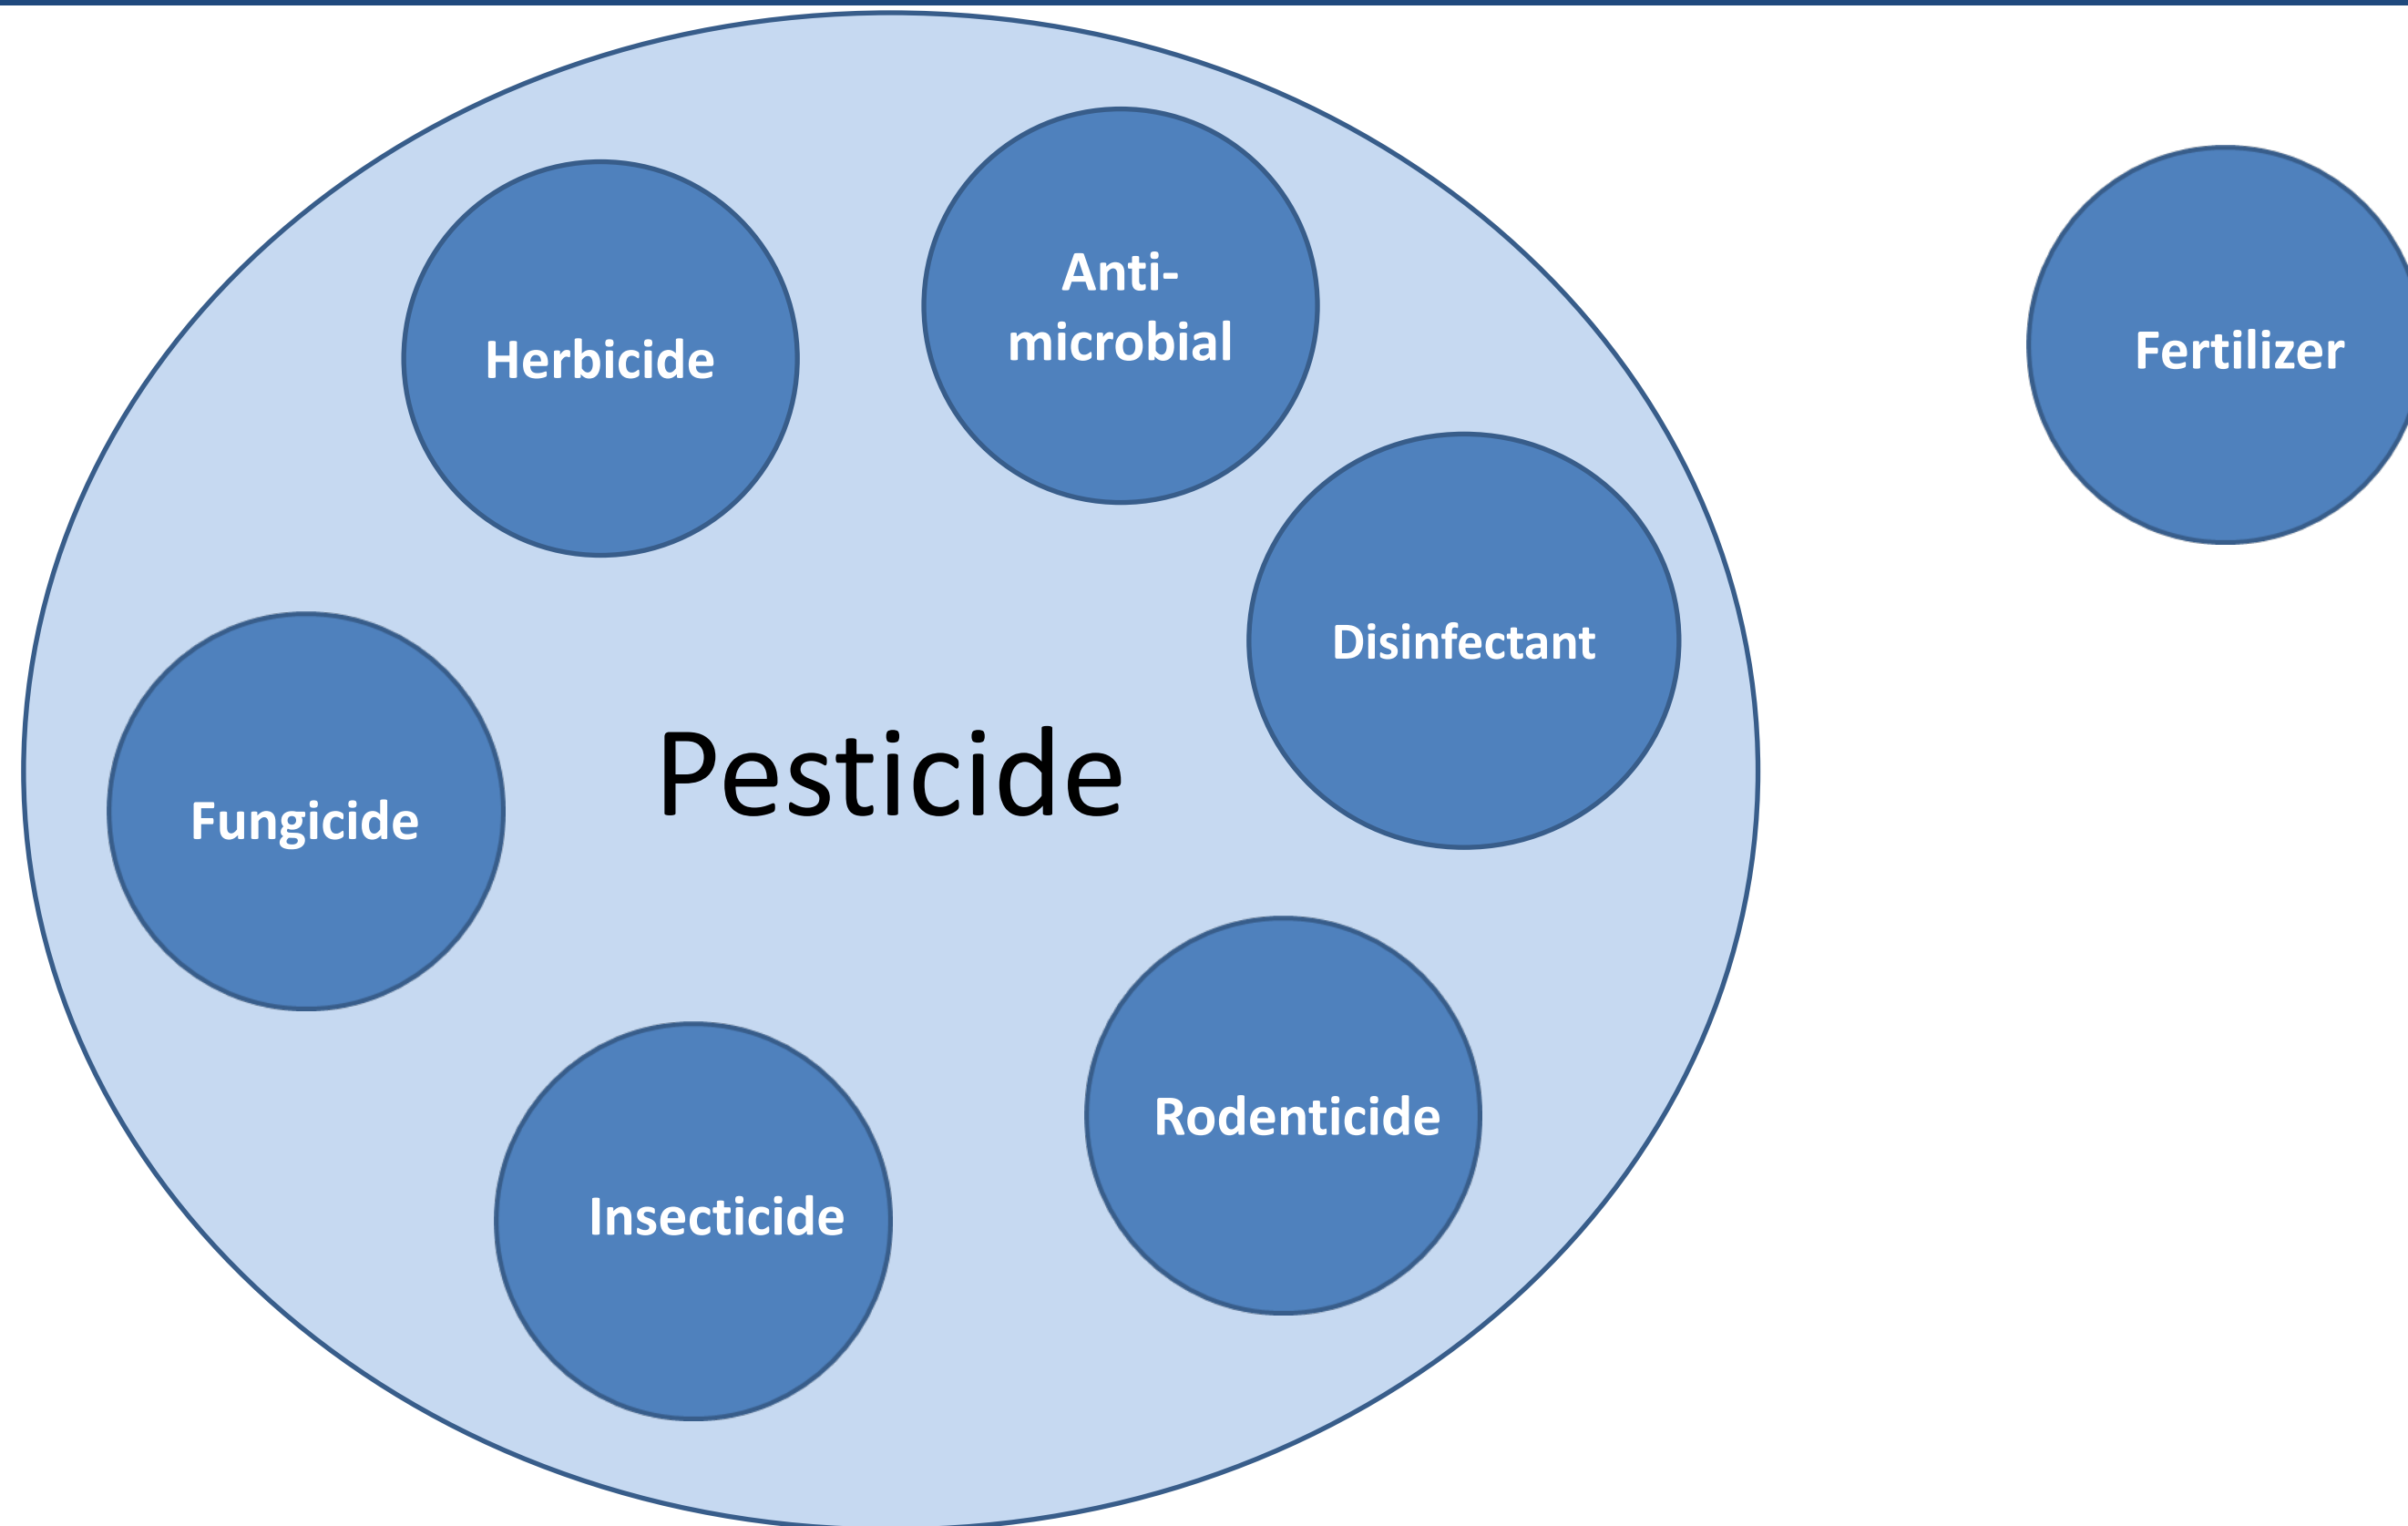 Anti-
microbial
Herbicide
Fertilizer
Disinfectant
Pesticide
Fungicide
Rodenticide
Insecticide